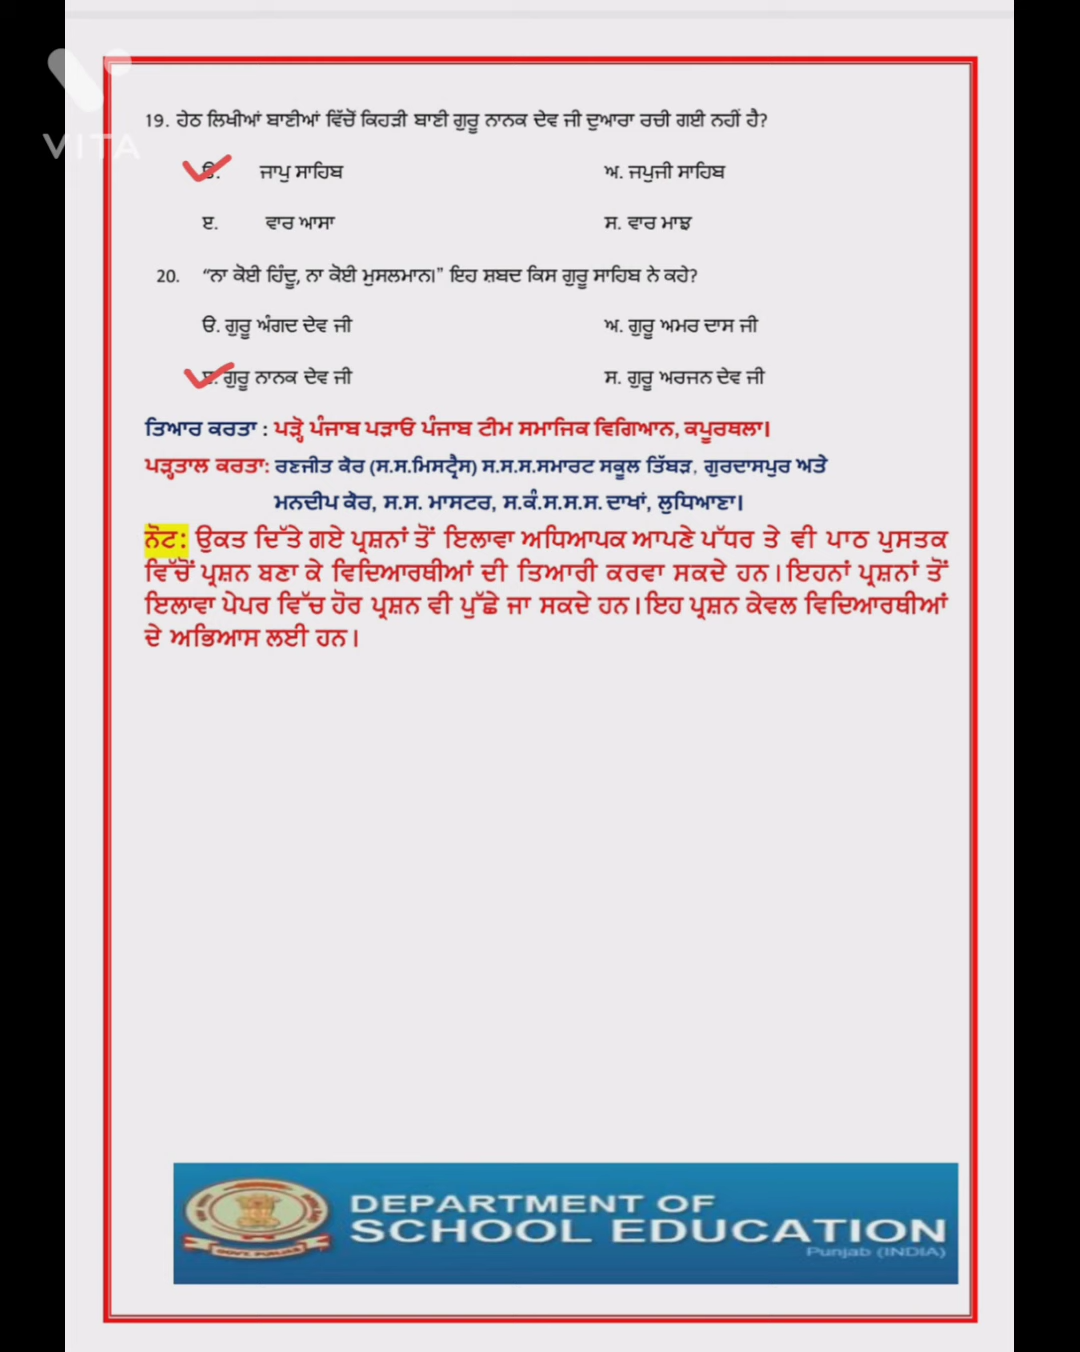 VITA
19. ਹੇਠ ਲਿਖੀਆਂ ਬਾਣੀਆਂ ਵਿੱਚੋਂ ਕਿਹੜੀ ਬਾਣੀ ਗੁਰੂ ਨਾਨਕ ਦੇਵ ਜੀ ਦੁਆਰਾ ਰਚੀ ਗਈ ਨਹੀਂ ਹੈ?
ੳ. ਜਾਪੁ ਸਾਹਿਬ ਅ. ਜਪੁਜੀ ਸਾਹਿਬ
ੲ. ਵਾਰ ਆਸਾ ਸ. ਵਾਰ ਮਾਝ
20. “ਨਾ ਕੋਈ ਹਿੰਦੂ, ਨਾ ਕੋਈ ਮੁਸਲਮਾਨ।” ਇਹ ਸ਼ਬਦ ਕਿਸ ਗੁਰੂ ਸਾਹਿਬ ਨੇ ਕਹੇ?
ੳ. ਗੁਰੂ ਅੰਗਦ ਦੇਵ ਜੀ ਅ. ਗੁਰੂ ਅਮਰ ਦਾਸ ਜੀ
ੲ. ਗੁਰੂ ਨਾਨਕ ਦੇਵ ਜੀ ਸ. ਗੁਰੂ ਅਰਜਨ ਦੇਵ ਜੀ
ਤਿਆਰ ਕਰਤਾ : ਪੜ੍ਹੋ ਪੰਜਾਬ ਪੜਾਓ ਪੰਜਾਬ ਟੀਮ ਸਮਾਜਿਕ ਵਿਗਿਆਨ, ਕਪੂਰਥਲਾ।
ਪੜ੍ਹਤਾਲ ਕਰਤਾ: ਰਣਜੀਤ ਕੋਰ (ਸ.ਸ.ਮਿਸਟ੍ਰੈਸ) ਸ.ਸ.ਸ.ਸਮਾਰਟ ਸਕੂਲ ਤਿੱਬੜ, ਗੁਰਦਾਸਪੁਰ ਅਤੇ
ਮਨਦੀਪ ਕੋਰ, ਸ.ਸ. ਮਾਸਟਰ, ਸ.ਕੰ.ਸ.ਸ.ਸ. ਦਾਖਾਂ, ਲੁਧਿਆਣਾ।
ਨੋਟ: ਉਕਤ ਦਿੱਤੇ ਗਏ ਪ੍ਰਸ਼ਨਾਂ ਤੋਂ ਇਲਾਵਾ ਅਧਿਆਪਕ ਆਪਣੇ ਪੱਧਰ ਤੇ ਵੀ ਪਾਠ ਪੁਸਤਕ
ਵਿੱਚੋਂ ਪ੍ਰਸ਼ਨ ਬਣਾ ਕੇ ਵਿਦਿਆਰਥੀਆਂ ਦੀ ਤਿਆਰੀ ਕਰਵਾ ਸਕਦੇ ਹਨ। ਇਹਨਾਂ ਪ੍ਰਸ਼ਨਾਂ ਤੋਂ
ਇਲਾਵਾ ਪੇਪਰ ਵਿੱਚ ਹੋਰ ਪ੍ਰਸ਼ਨ ਵੀ ਪੁੱਛੇ ਜਾ ਸਕਦੇ ਹਨ। ਇਹ ਪ੍ਰਸ਼ਨ ਕੇਵਲ ਵਿਦਿਆਰਥੀਆਂ
ਦੇ ਅਭਿਆਸ ਲਈ ਹਨ।
DEPARTMENT OF
SCHOOL EDUCATION
Punjab (INDIA)
GOVT. PUNJAB